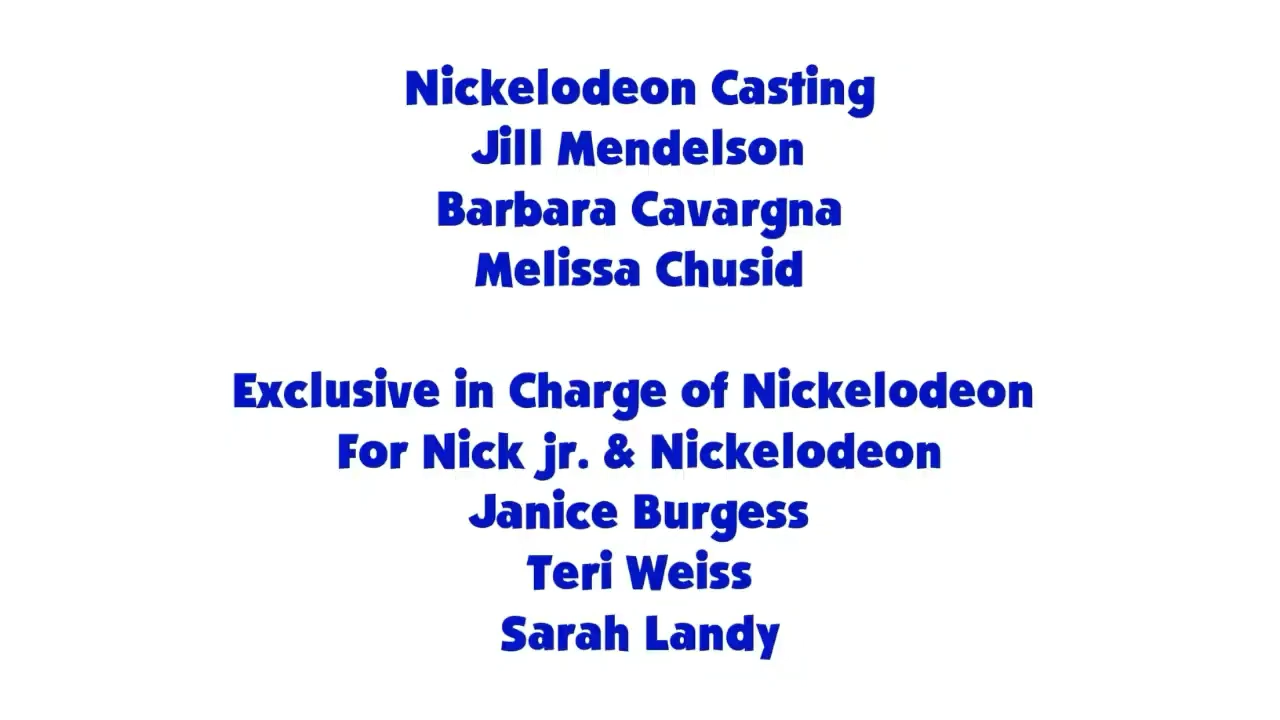 Nickelodeon Casting
Jill Mendelson
Barbara Cavargna
Melissa Chusid
Exclusive in Charge of Nickelodeon
For Nick jr. & Nickelodeon
Janice Burgess
Teri Weiss
Sarah Landy